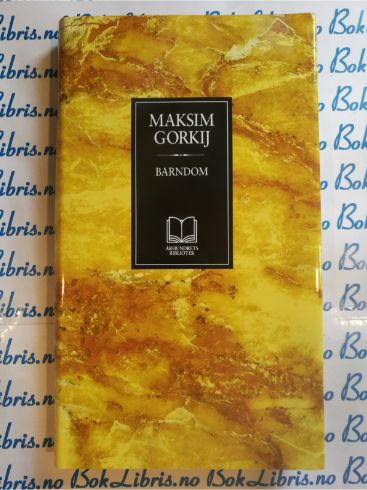 BokLibris.no
MAKSIM
GORKIJ
BARNDOM
ÅRHUNDRETS
BIBLIOTEK
BokLibris.no